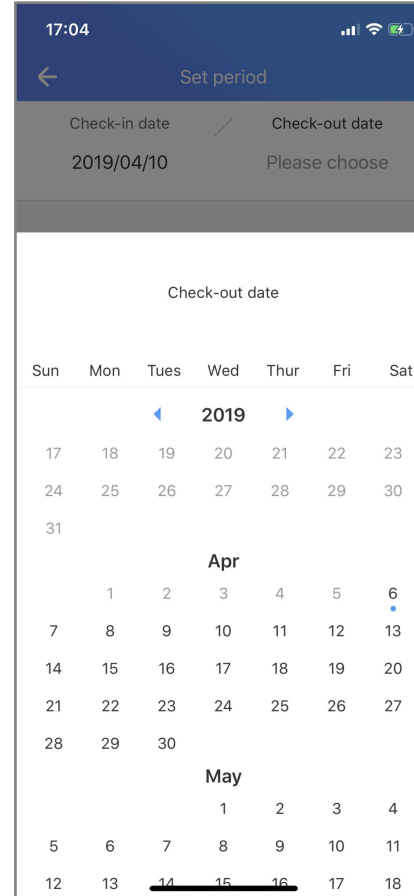 17:04
Set period
Check-in date / Check-out date
2019/04/10 Please choose
Check-out date
Sun Mon Tues Wed Thur Fri Sat
2019
17 18 19 20 21 22 23
24 25 26 27 28 29 30
31
Apr
1 2 3 4 5 6
7 8 9 10 11 12 13
14 15 16 17 18 19 20
21 22 23 24 25 26 27
28 29 30
May
1 2 3 4
5 6 7 8 9 10 11
12 13 14 15 16 17 18